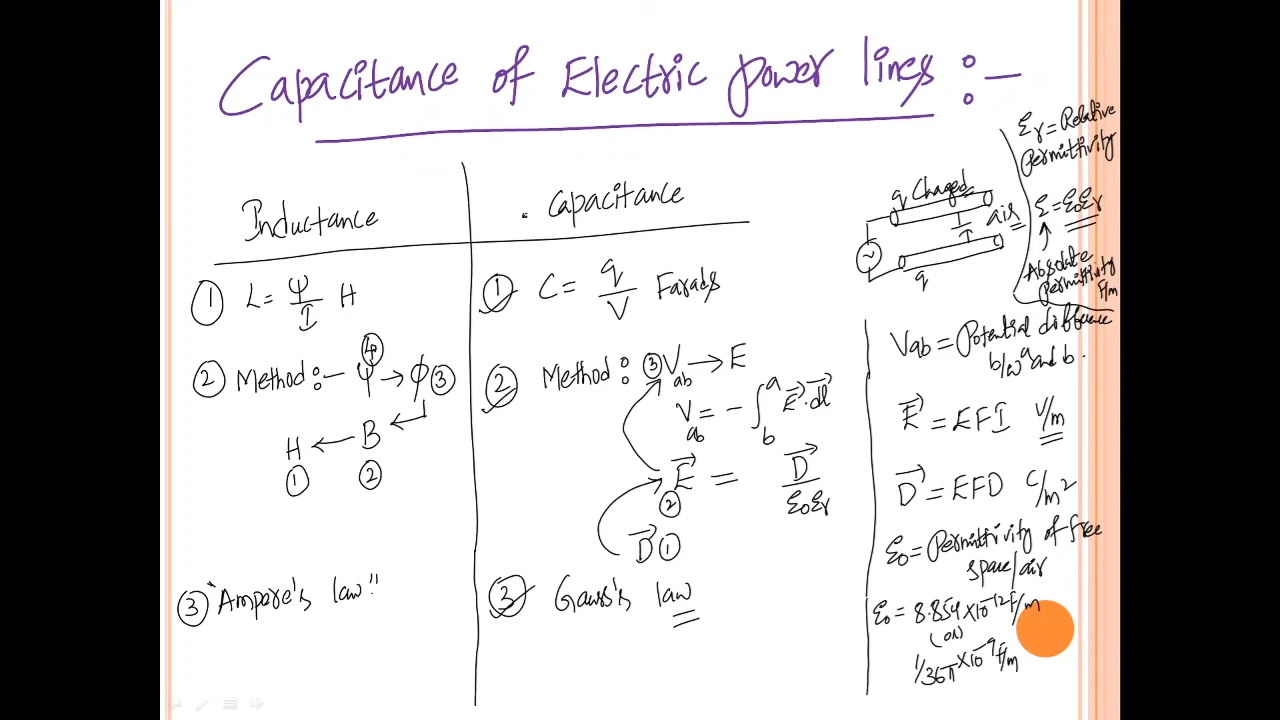 Capacitance of Electric power lines :-
Inductance
① L = Ψ/I H
② Method :- Ψ → ϕ ③
④
H ← B
① ②
③ "Ampere's law"
. Capacitance
① C = q/V Farads
② Method : ③ Vab → E
Vab = - ∫ba E⃗.dl⃗
E⃗ = D⃗/ε0εr
②
D⃗ ①
③ Gauss's law
q Charged
air
q
~
εr = Relative
Permittivity
ε = ε0εr
↑
Absolute
Permittivity
F/m
Vab = Potential difference
b/w a and b.
E⃗ = EFI V/m
D⃗ = EFD C/m²
ε0 = Permittivity of free
space/air
ε0 = 8.854 × 10⁻¹² F/m
(or)
1/36π × 10⁻⁹ F/m